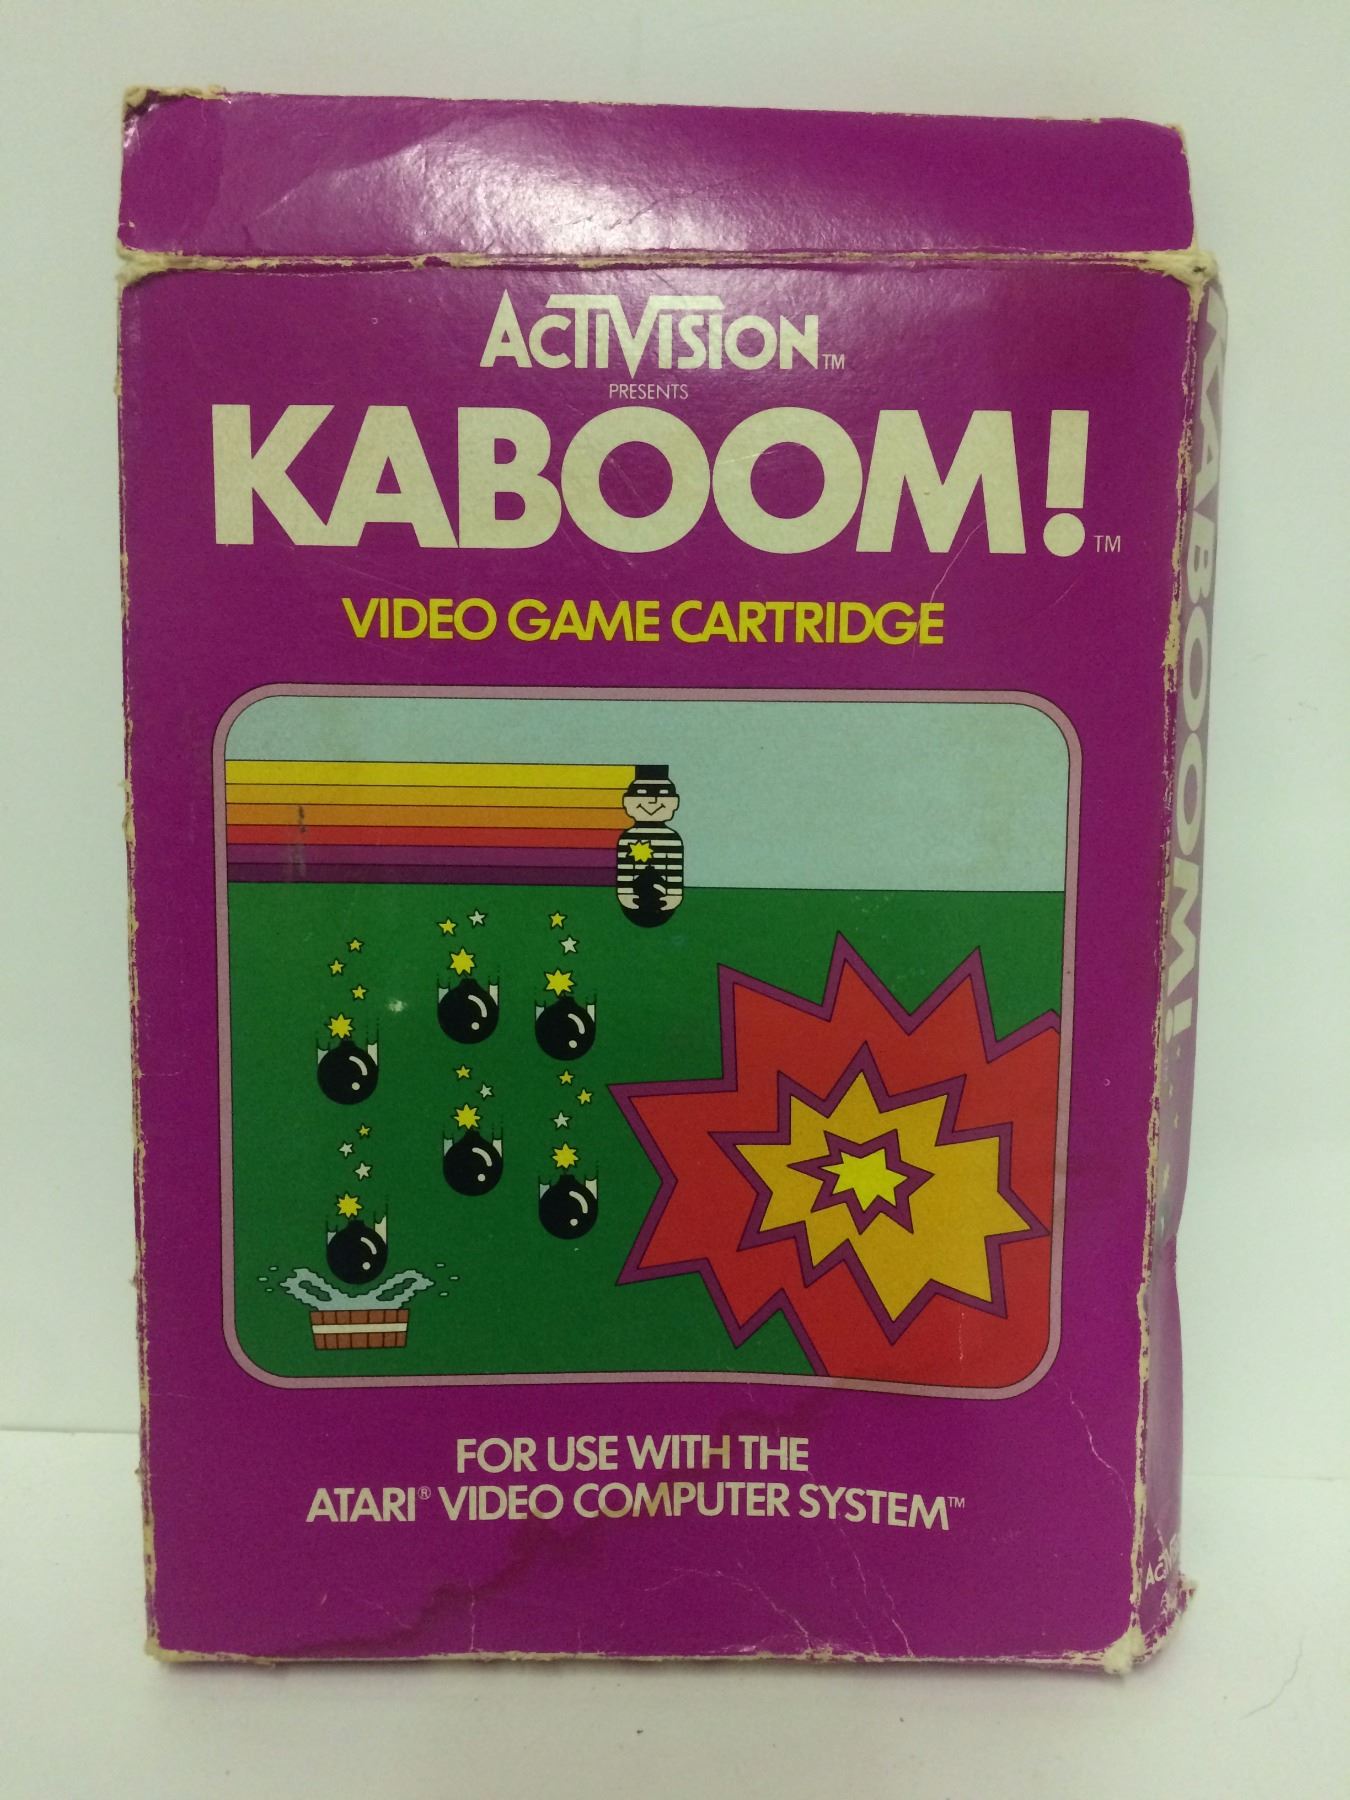 ACTIVISION™
PRESENTS
KABOOM!™
VIDEO GAME CARTRIDGE
FOR USE WITH THE
ATARI® VIDEO COMPUTER SYSTEM™
KABOOM!